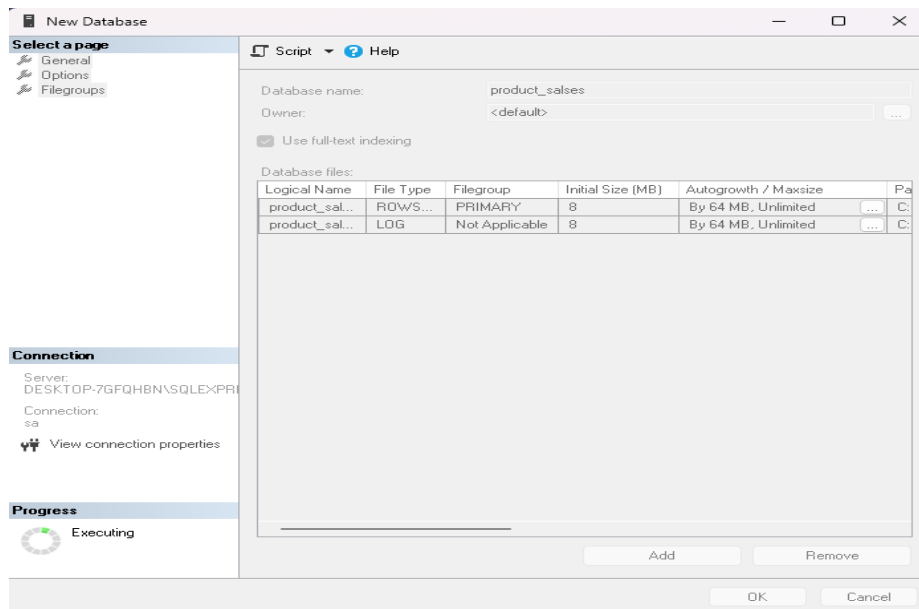 New Database
Select a page
General
Options
Filegroups
Script Help
Database name: product_salses
Owner: <default> ...
Use full-text indexing
Database files:
Logical Name File Type Filegroup Initial Size (MB) Autogrowth / Maxsize Pa
product_sal... ROWS... PRIMARY 8 By 64 MB, Unlimited ... C:
product_sal... LOG Not Applicable 8 By 64 MB, Unlimited ... C:
Connection
Server:
DESKTOP-7GFQHBN\SQLEXPR
Connection:
sa
View connection properties
Progress
Executing
Add Remove
OK Cancel